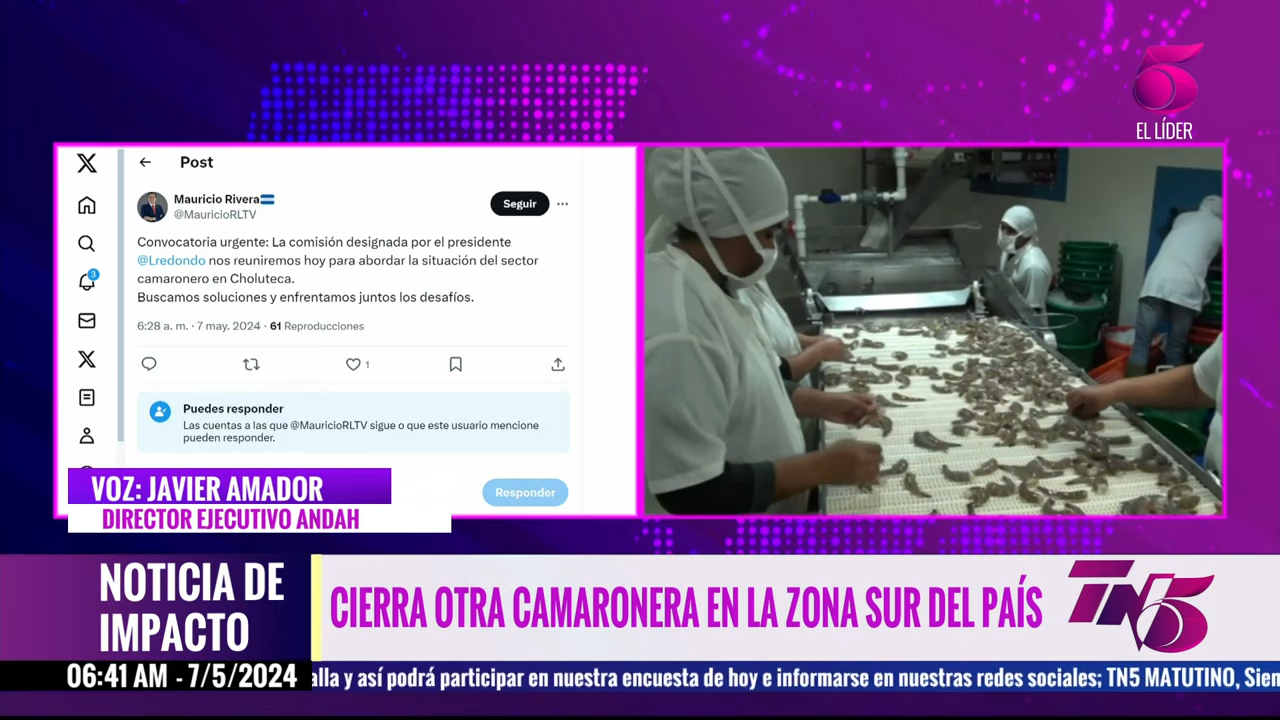 5
EL LÍDER
X
Post
Mauricio Rivera
@MauricioRLTV
Seguir
Convocatoria urgente: La comisión designada por el presidente
@Lredondo nos reuniremos hoy para abordar la situación del sector
camaronero en Choluteca.
Buscamos soluciones y enfrentamos juntos los desafíos.
6:28 a. m. · 7 may. 2024 · 61 Reproducciones
1
3
Puedes responder
Las cuentas a las que @MauricioRLTV sigue o que este usuario mencione
pueden responder.
Responder
VOZ: JAVIER AMADOR
DIRECTOR EJECUTIVO ANDAH
NOTICIA DE
IMPACTO
CIERRA OTRA CAMARONERA EN LA ZONA SUR DEL PAÍS
TN5
06:41 AM - 7/5/2024
alla y así podrá participar en nuestra encuesta de hoy e informarse en nuestras redes sociales; TN5 MATUTINO, Sien